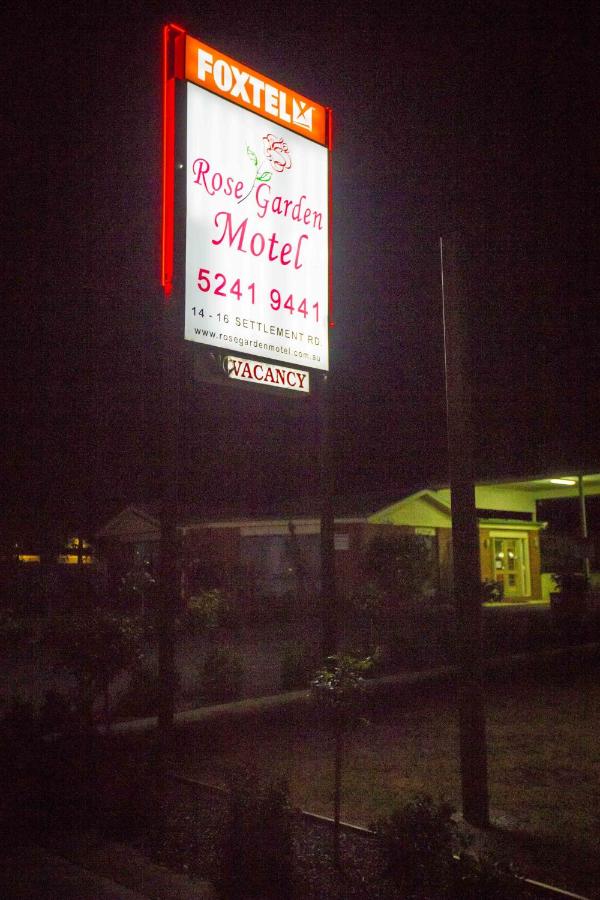 FOXTEL
Rose Garden
Motel
5241 9441
14 - 16 SETTLEMENT RD.
www.rosegardenmotel.com.au
VACANCY